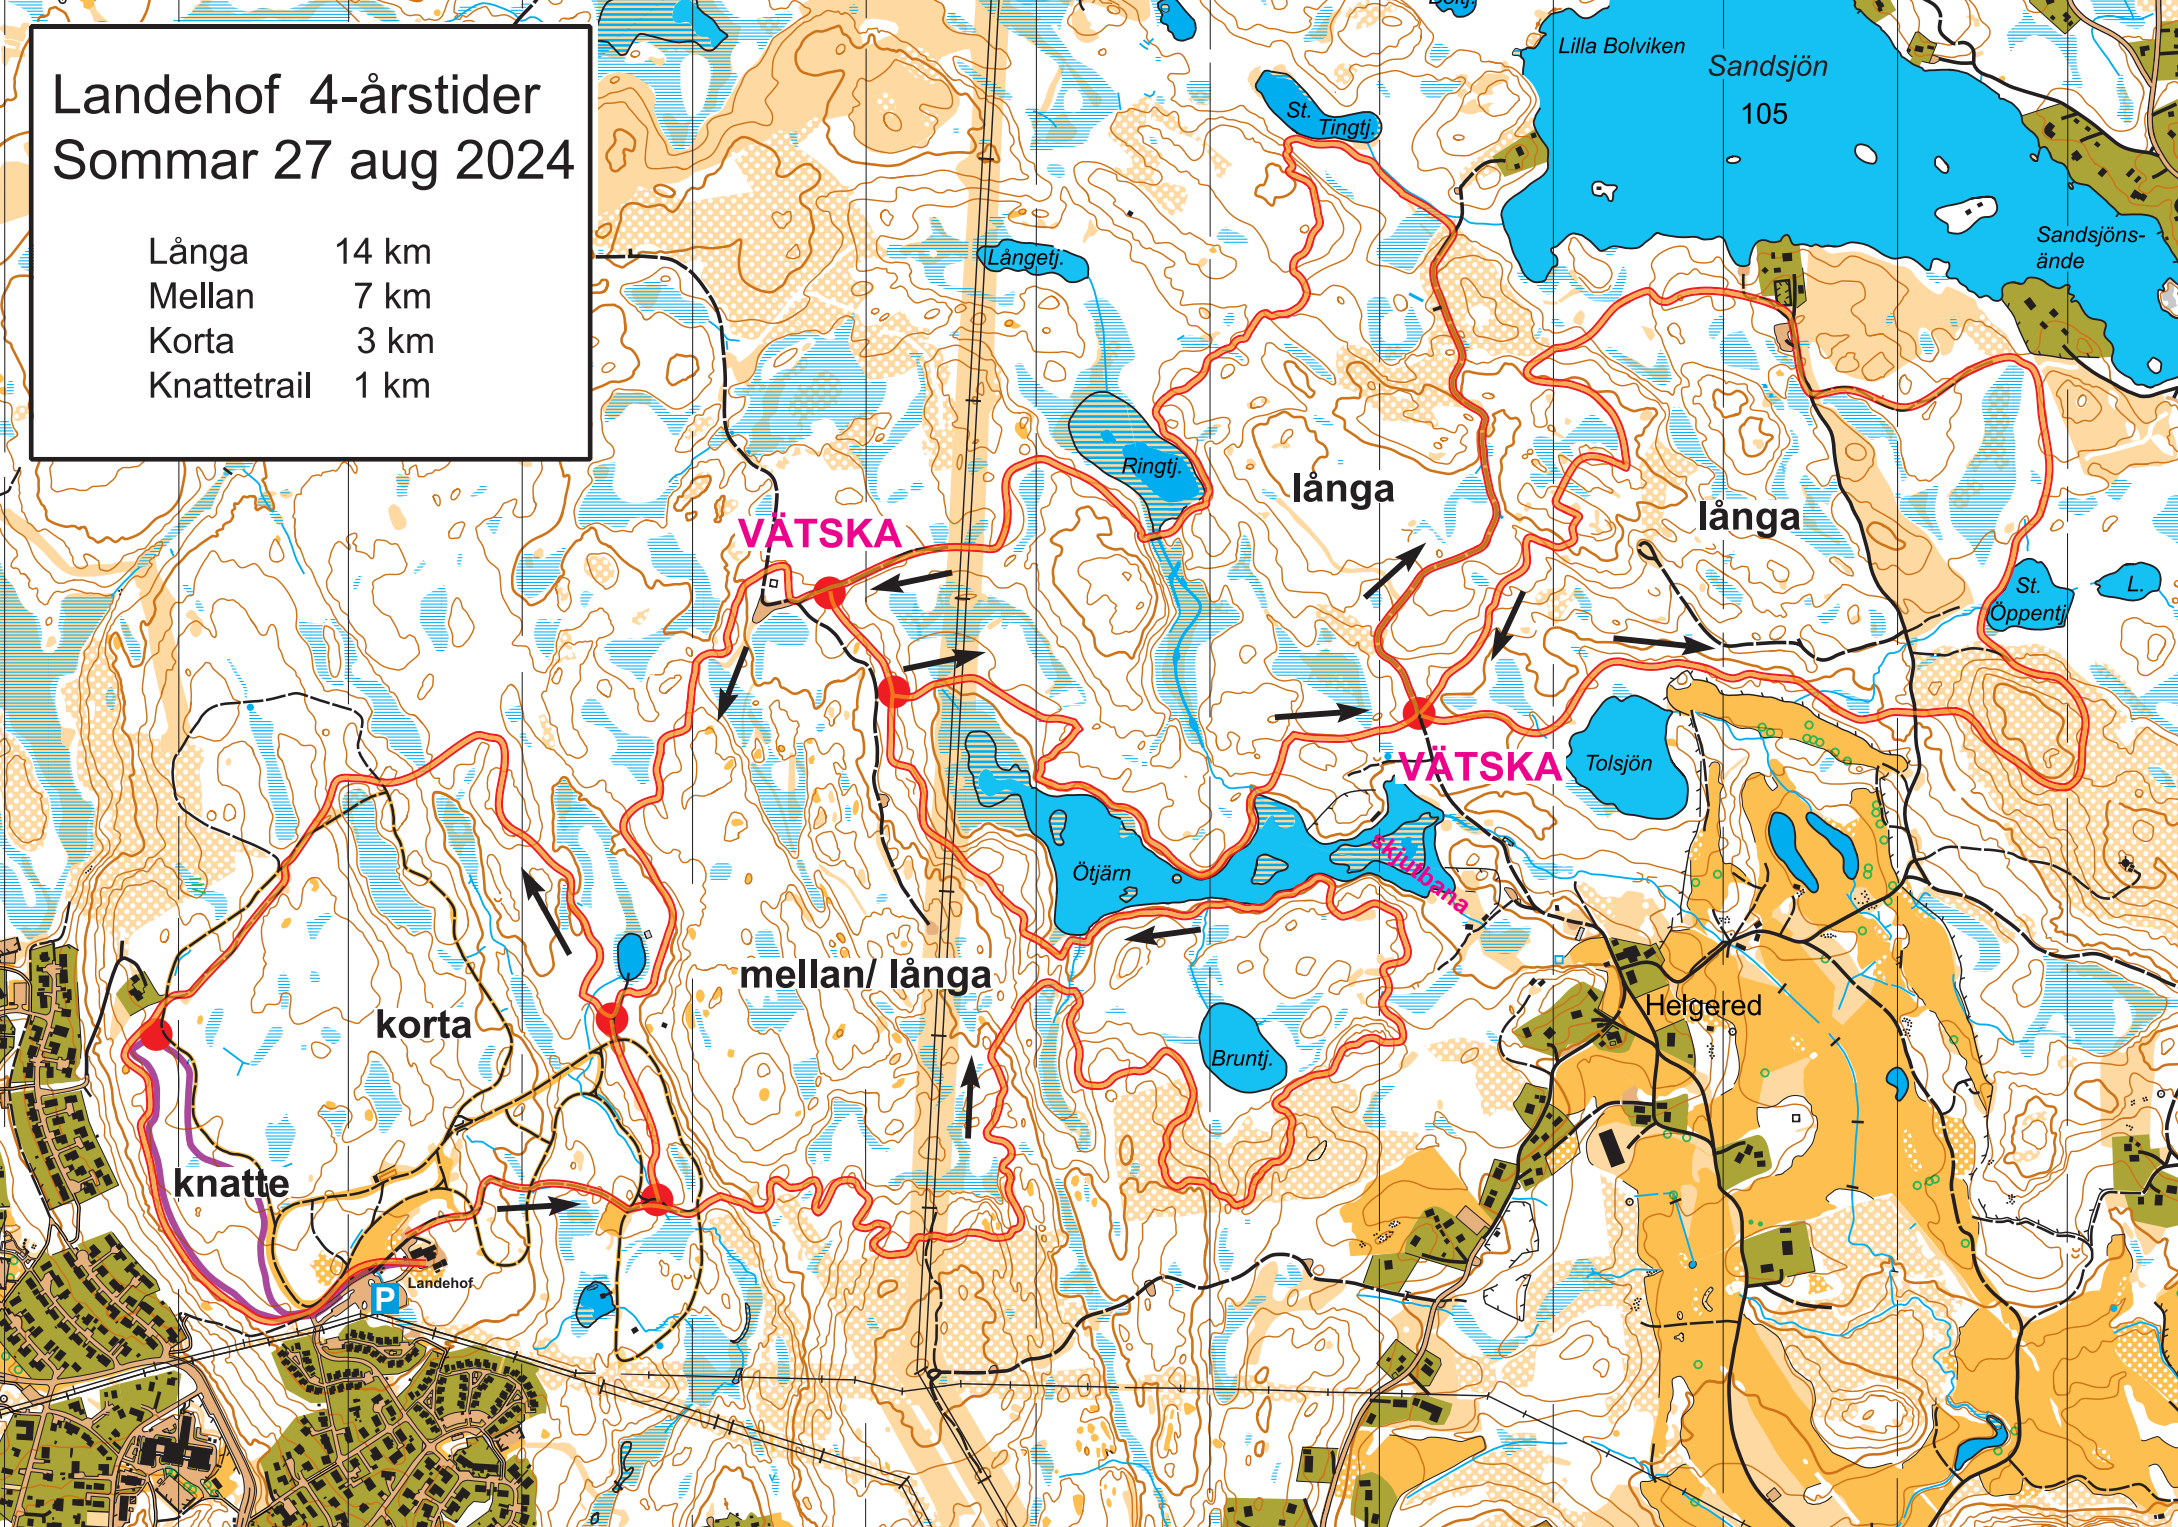 Landehof 4-årstider
Sommar 27 aug 2024
Långa 14 km
Mellan 7 km
Korta 3 km
Knattetrail 1 km
Lilla Bolviken
Sandsjön
105
St.
Tingtj.
Sandsjöns-
ände
Långetj.
Ringtj.
långa
långa
VÄTSKA
St.
Öppentj
L.
VÄTSKA
Tolsjön
Ötjärn
skjutbana
mellan/ långa
korta
Helgered
Bruntj.
knatte
Landehof
P